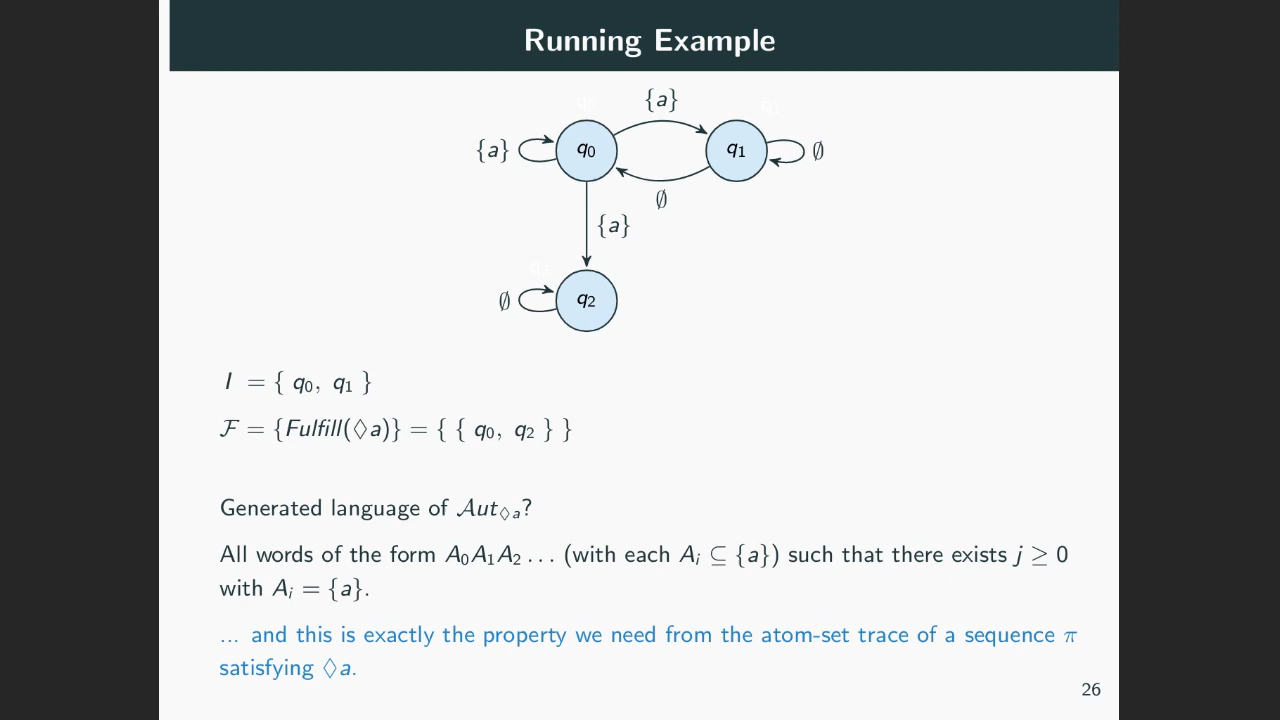 Running Example
{a}
{a}
q₀
q₁
∅
∅
{a}
∅
q₂
I = { q₀, q₁ }
ℱ = {Fulfill(◇a)} = { { q₀, q₂ } }
Generated language of 𝒜ut◇a?
All words of the form A₀A₁A₂ . . . (with each Aᵢ ⊆ {a}) such that there exists j ≥ 0
with Aᵢ = {a}.
... and this is exactly the property we need from the atom-set trace of a sequence π
satisfying ◇a.
26